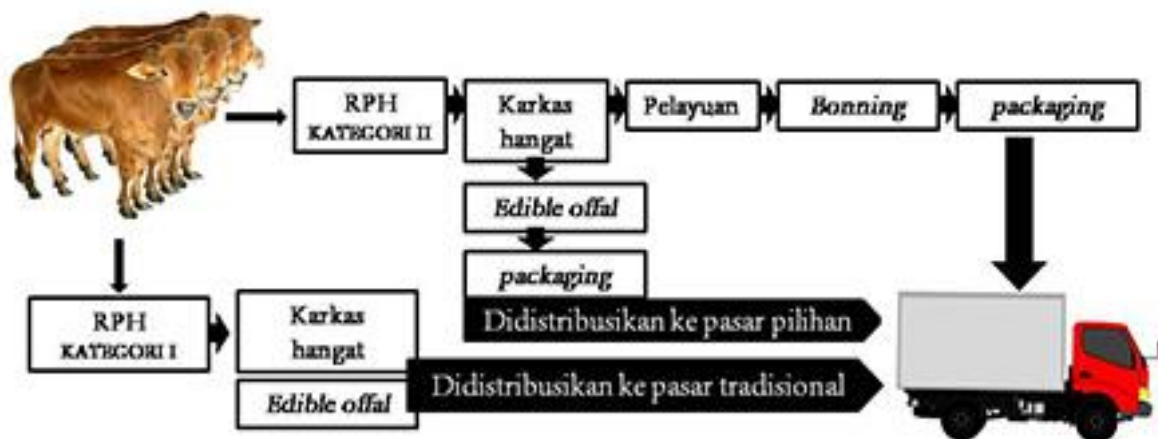 RPH
KATEGORI II
Karkas
hangat
Pelayuan
Bonning
packaging
Edible offal
packaging
Didistribusikan ke pasar pilihan
RPH
KATEGORI I
Karkas
hangat
Edible offal
Didistribusikan ke pasar tradisional